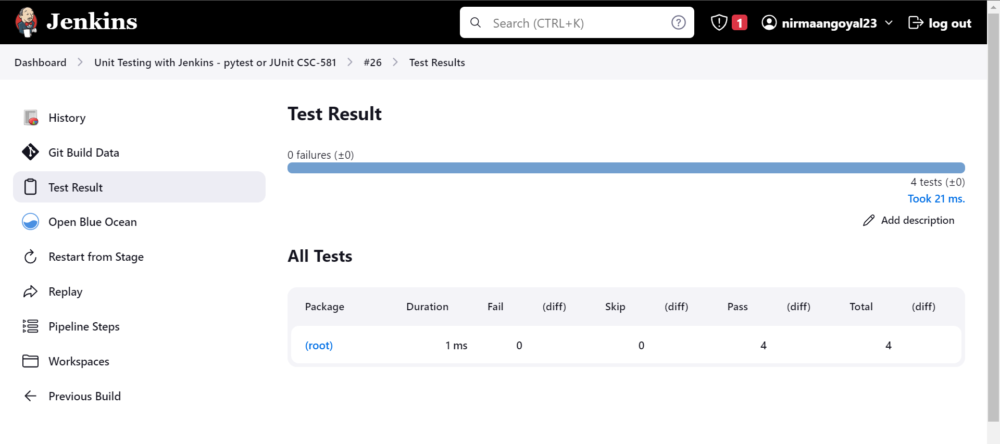 Jenkins
Search (CTRL+K)
1
nirmaangoyal23
log out
Dashboard
Unit Testing with Jenkins - pytest or JUnit CSC-581
#26
Test Results
History
Git Build Data
Test Result
Open Blue Ocean
Restart from Stage
Replay
Pipeline Steps
Workspaces
Previous Build
Test Result
0 failures (±0)
4 tests (±0)
Took 21 ms.
Add description
All Tests
Package Duration Fail (diff) Skip (diff) Pass (diff) Total (diff)
(root) 1 ms 0 0 4 4